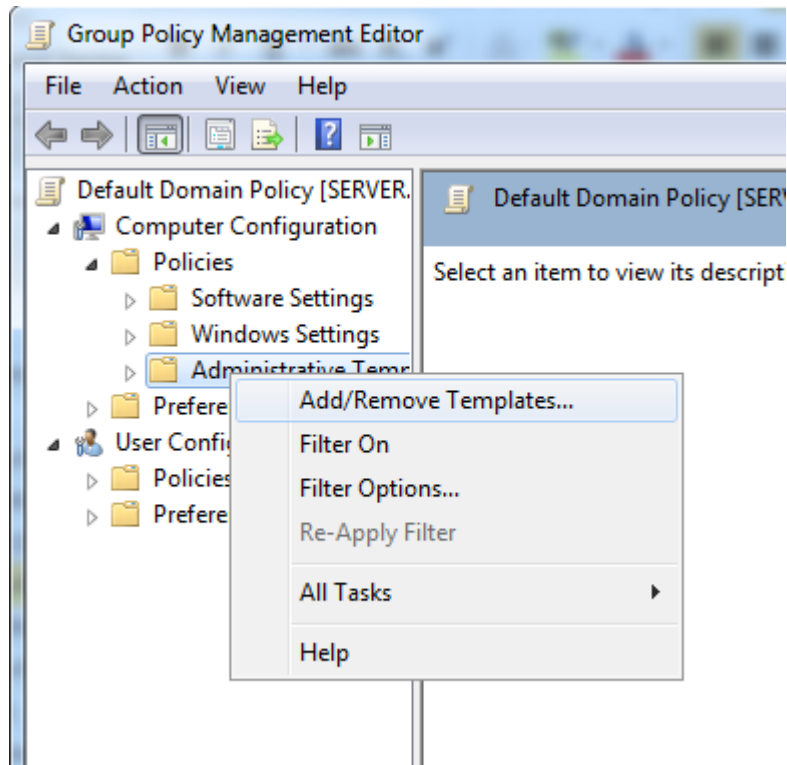 Group Policy Management Editor
File Action View Help
Default Domain Policy [SERVER.
Computer Configuration
Policies
Software Settings
Windows Settings
Administrative Temp
Prefere
User Config
Policies
Prefere
Default Domain Policy [SERV
Select an item to view its descript
Add/Remove Templates...
Filter On
Filter Options...
Re-Apply Filter
All Tasks
Help